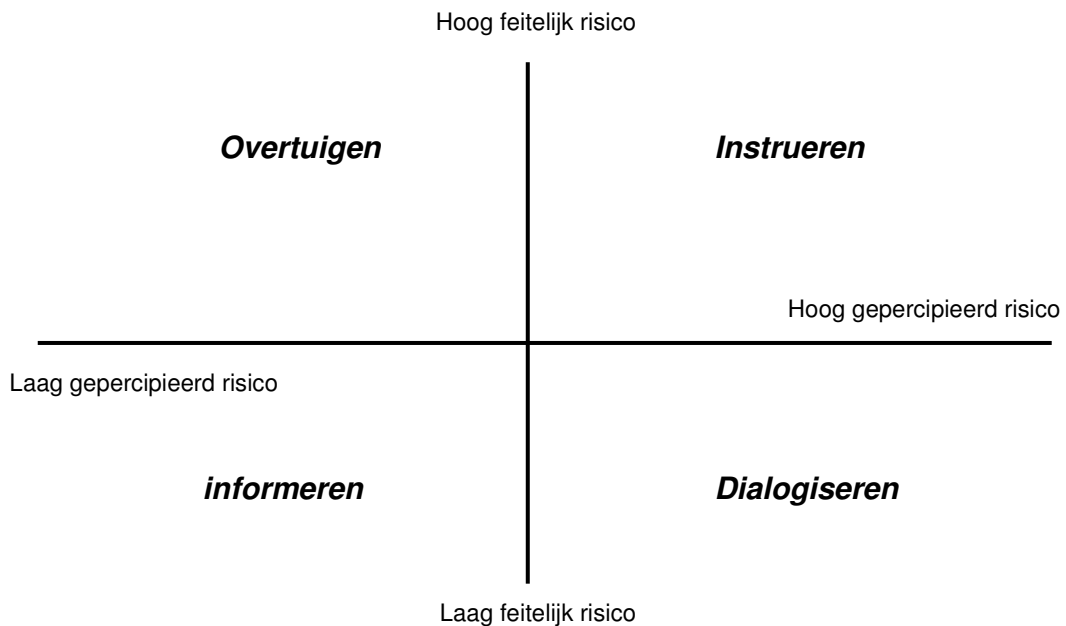 Hoog feitelijk risico
Overtuigen
Instrueren
Hoog gepercipieerd risico
Laag gepercipieerd risico
informeren
Dialogiseren
Laag feitelijk risico